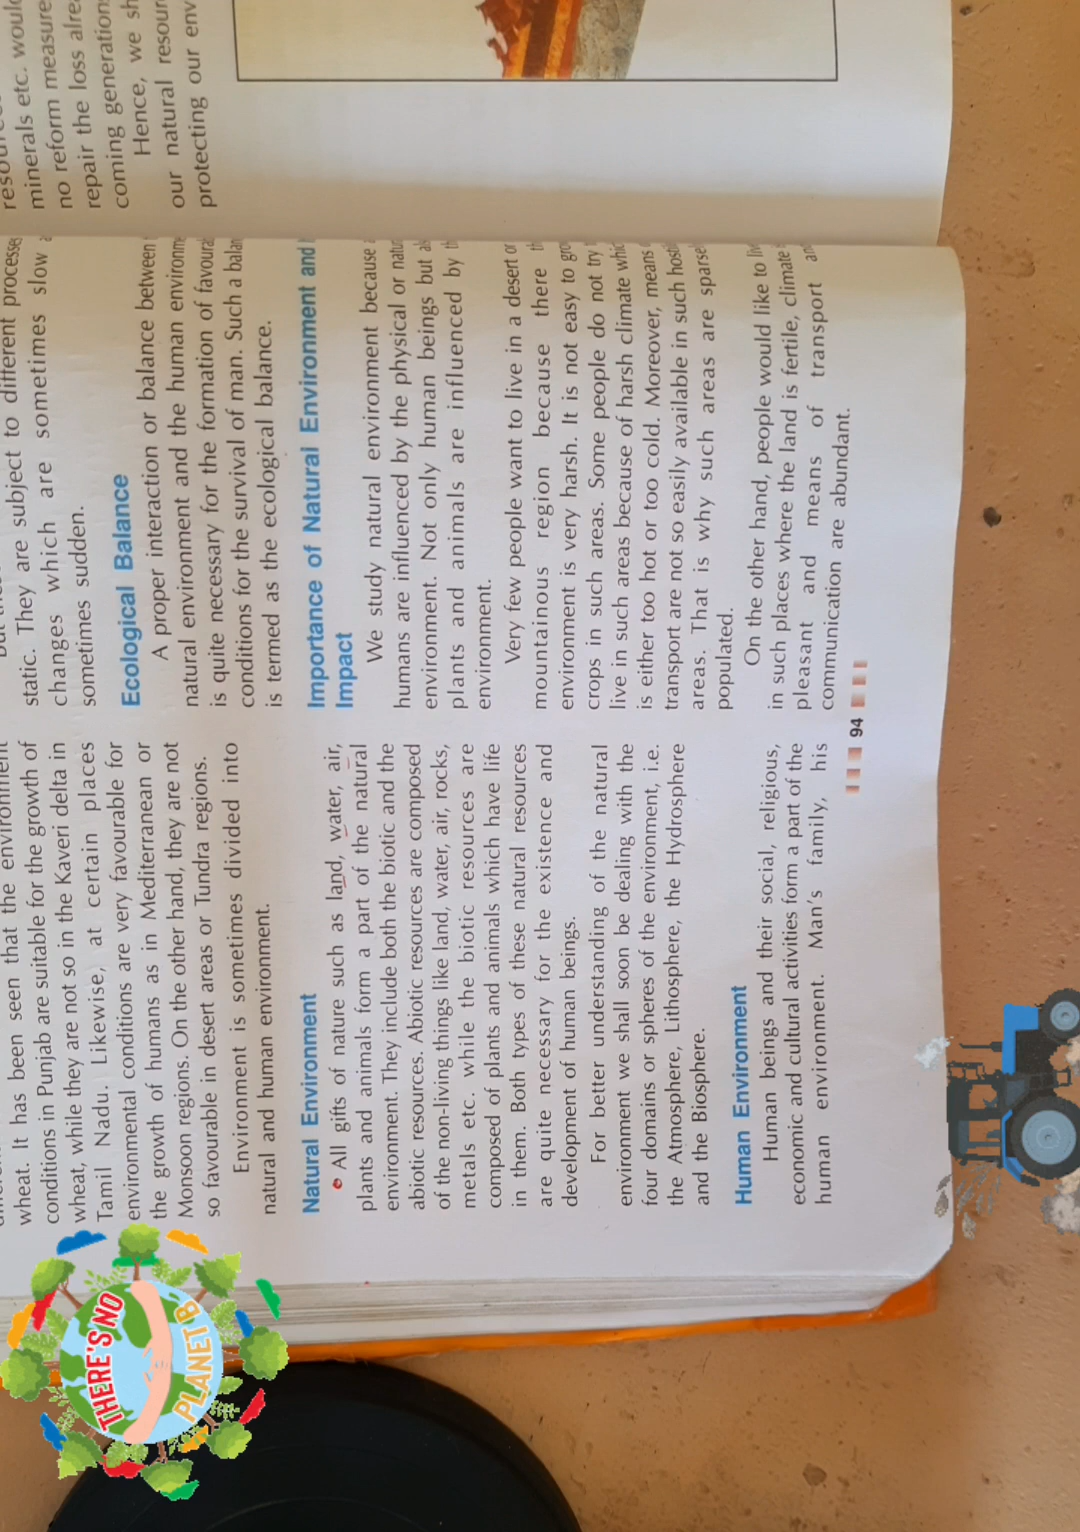 wheat. It has been seen that the environment
conditions in Punjab are suitable for the growth of
wheat, while they are not so in the Kaveri delta in
Tamil Nadu. Likewise, at certain places
environmental conditions are very favourable for
the growth of humans as in Mediterranean or
Monsoon regions. On the other hand, they are not
so favourable in desert areas or Tundra regions.
Environment is sometimes divided into
natural and human environment.
Natural Environment
All gifts of nature such as land, water, air,
plants and animals form a part of the natural
environment. They include both the biotic and the
abiotic resources. Abiotic resources are composed
of the non-living things like land, water, air, rocks,
metals etc. while the biotic resources are
composed of plants and animals which have life
in them. Both types of these natural resources
are quite necessary for the existence and
development of human beings.
For better understanding of the natural
environment we shall soon be dealing with the
four domains or spheres of the environment, i.e.
the Atmosphere, Lithosphere, the Hydrosphere
and the Biosphere.
Human Environment
Human beings and their social, religious,
economic and cultural activities form a part of the
human environment. Man's family, his
static. They are subject to different
changes which are sometimes slow
sometimes sudden.
Ecological Balance
A proper interaction or balance between
natural environment and the human
is quite necessary for the formation of
conditions for the survival of man. Such a
is termed as the ecological balance.
Importance of Natural Environment and
Impact
We study natural environment because
humans are influenced by the physical or
environment. Not only human beings but
plants and animals are influenced by
environment.
Very few people want to live in a desert or
mountainous region because there
environment is very harsh. It is not easy to
crops in such areas. Some people do not try
live in such areas because of harsh climate
is either too hot or too cold. Moreover, means
transport are not so easily available in such
areas. That is why such areas are
populated.
On the other hand, people would like to
in such places where the land is fertile, climate
pleasant and means of transport
communication are abundant.
94
minerals etc.
no reform
repair the loss
coming
Hence, we
our natural
protecting our
THERE'S NO
PLANET B